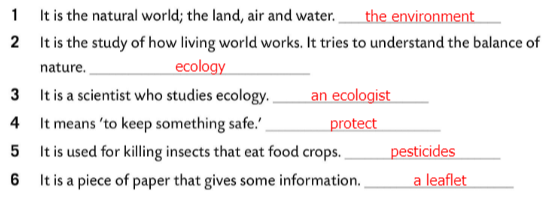 1 It is the natural world; the land, air and water. the environment
2 It is the study of how living world works. It tries to understand the balance of
nature. ecology
3 It is a scientist who studies ecology. an ecologist
4 It means ‘to keep something safe.’ protect
5 It is used for killing insects that eat food crops. pesticides
6 It is a piece of paper that gives some information. a leaflet